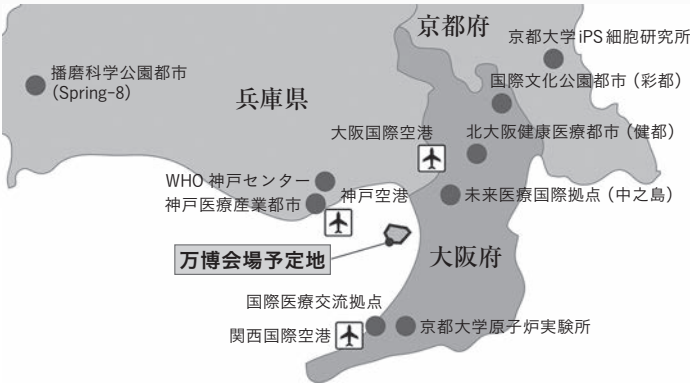 京都府
京都大学iPS細胞研究所
播磨科学公園都市
(Spring-8)
国際文化公園都市（彩都）
兵庫県
大阪国際空港
北大阪健康医療都市（健都）
WHO 神戸センター
神戸医療産業都市
神戸空港
未来医療国際拠点（中之島）
万博会場予定地
大阪府
国際医療交流拠点
関西国際空港
京都大学原子炉実験所